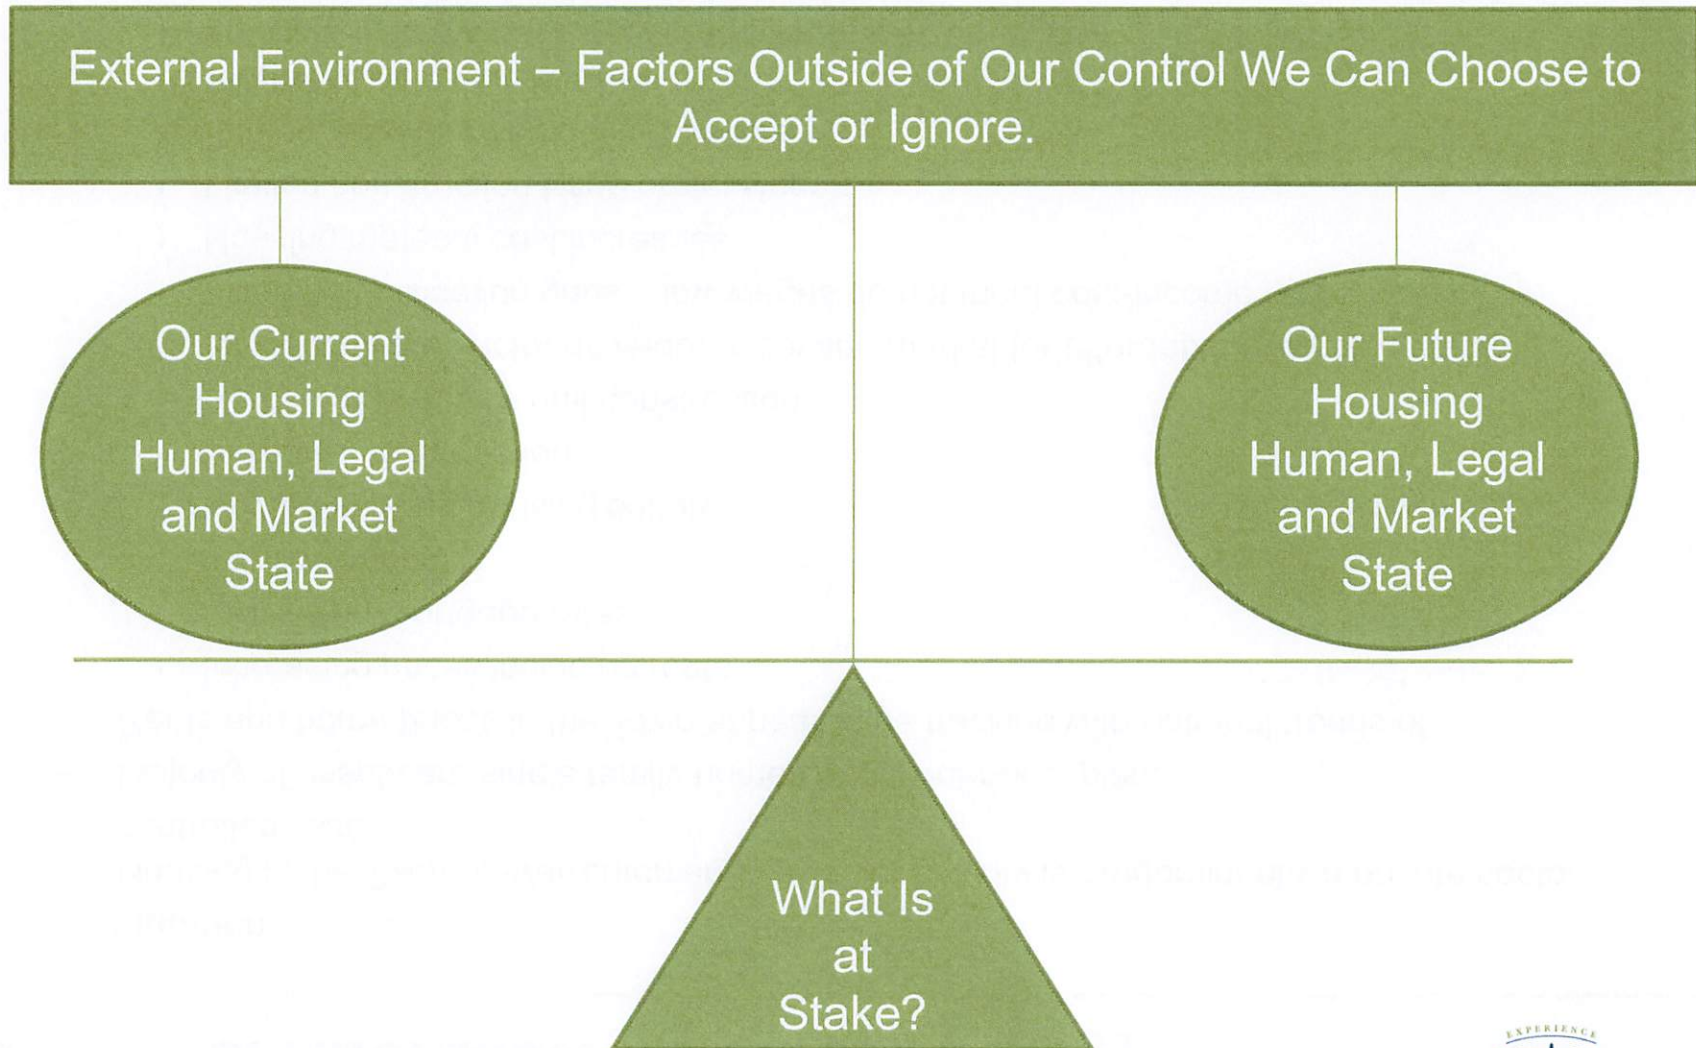 External Environment – Factors Outside of Our Control We Can Choose to
Accept or Ignore.
Our Current
Housing
Human, Legal
and Market
State
Our Future
Housing
Human, Legal
and Market
State
What Is
at
Stake?
EXPERIENCE